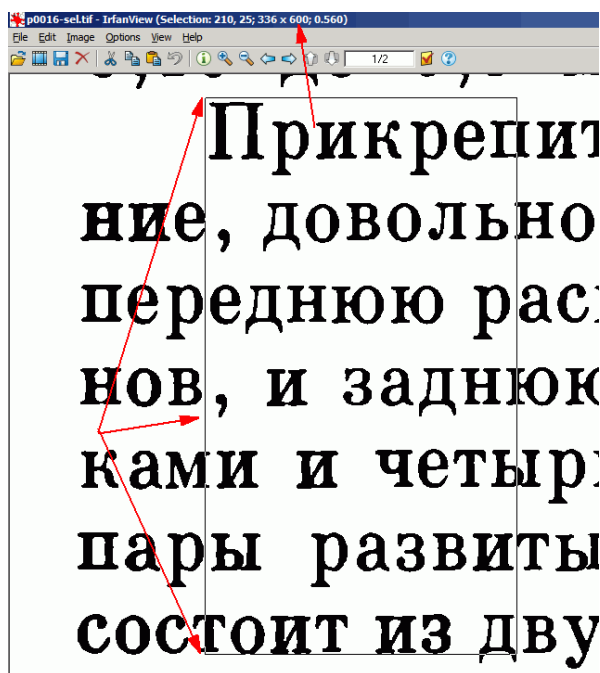 p0016-sel.tif - IrfanView (Selection: 210, 25; 336 x 600; 0.560)
File Edit Image Options View Help
1/2
Прикрепит
ние, довольно
переднюю рас
нов, и заднюю
ками и четыр
пары развиты
состоит из дву